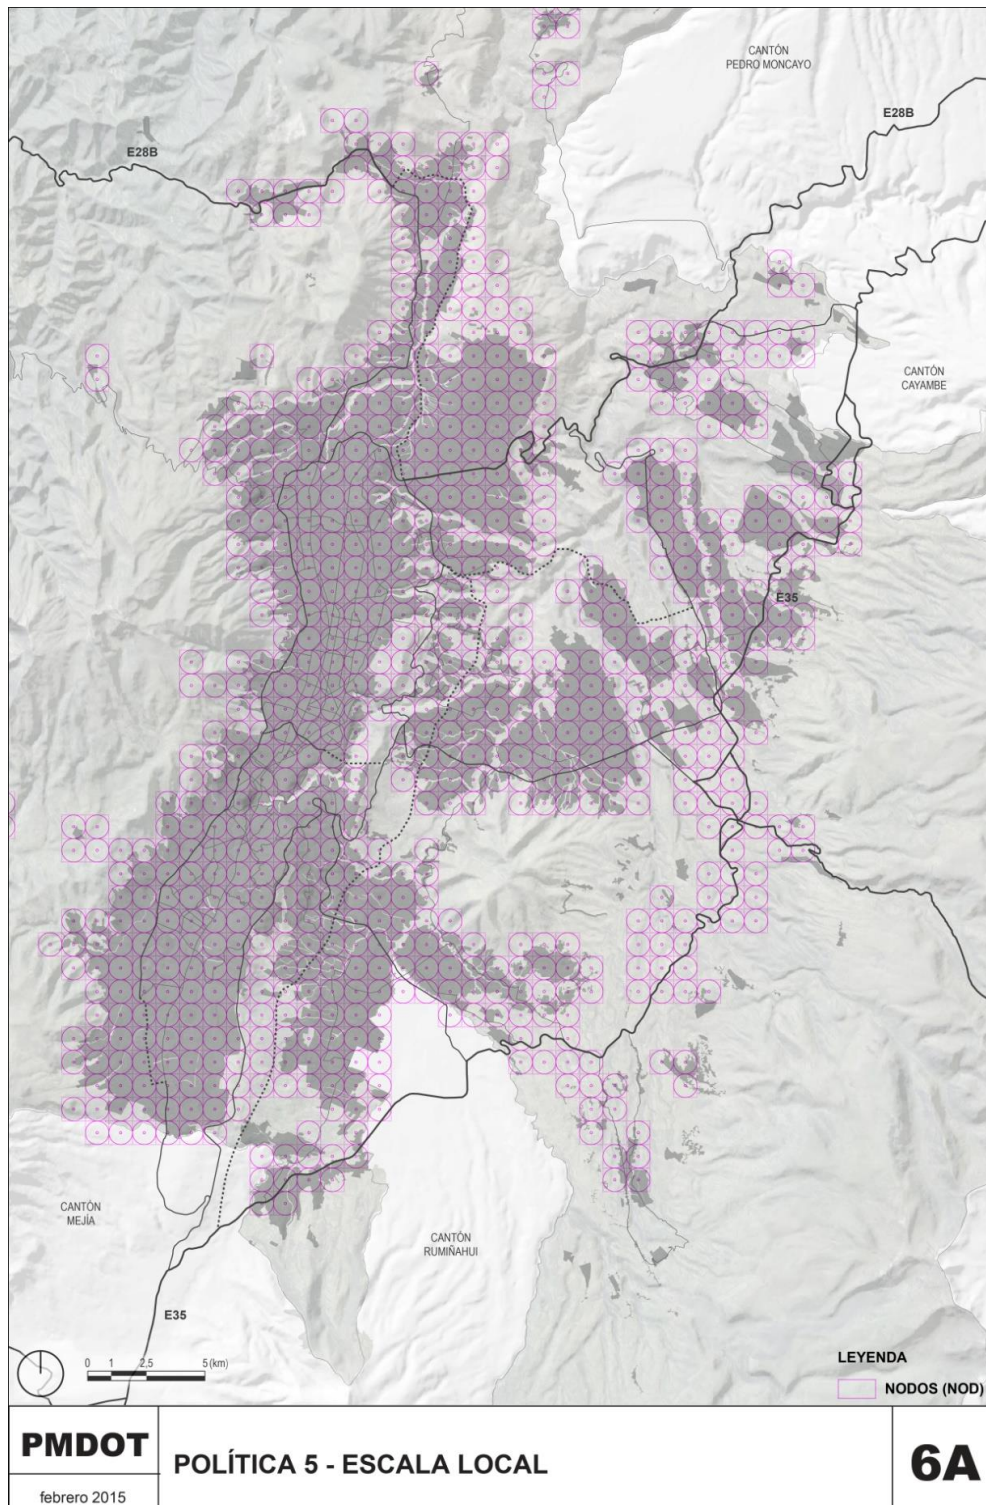 CANTÓN
PEDRO MONCAYO
E28B
E28B
CANTÓN
CAYAMBE
E35
CANTÓN
MEJÍA
CANTÓN
RUMIÑAHUI
E35
0 1 2,5 5 (km)
LEYENDA
NODOS (NOD)
PMDOT
febrero 2015
POLÍTICA 5 - ESCALA LOCAL
6A